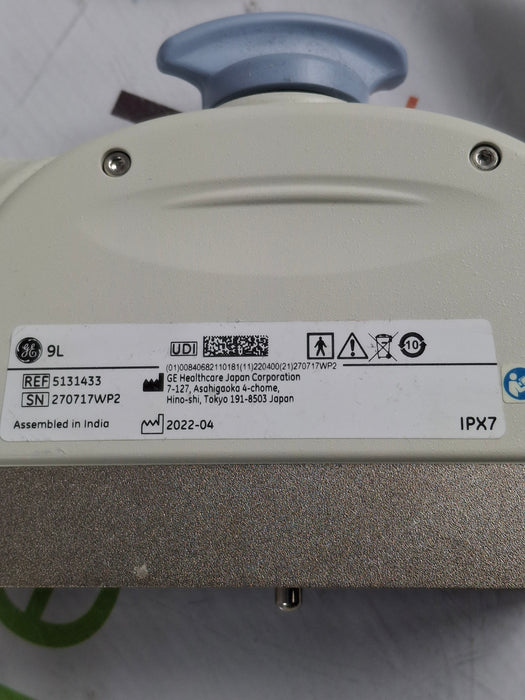 GE 9L
UDI
10
(01)00840682110181(11)220400(21)270717WP2
REF 5131433
SN 270717WP2
GE Healthcare Japan Corporation
7-127, Asahigaoka 4-chome,
Hino-shi, Tokyo 191-8503 Japan
Assembled in India
2022-04
IPX7